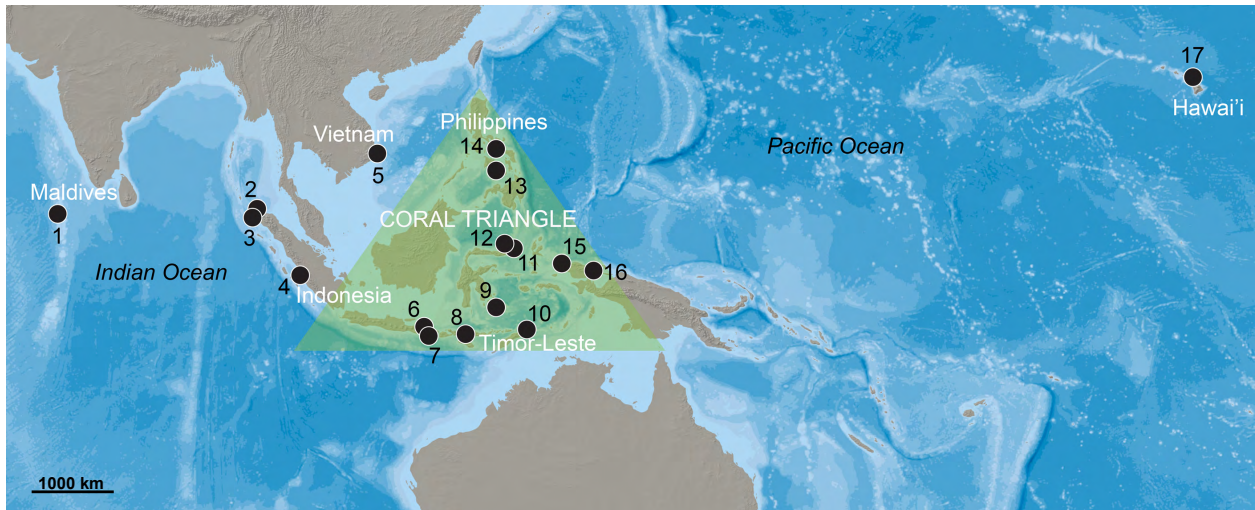 17
Hawai'i
Philippines
Vietnam
14
Pacific Ocean
5
13
Maldives
2
1
3
CORAL TRIANGLE
12
11
15
16
Indian Ocean
4
Indonesia
9
6
8
10
7
Timor-Leste
1000 km